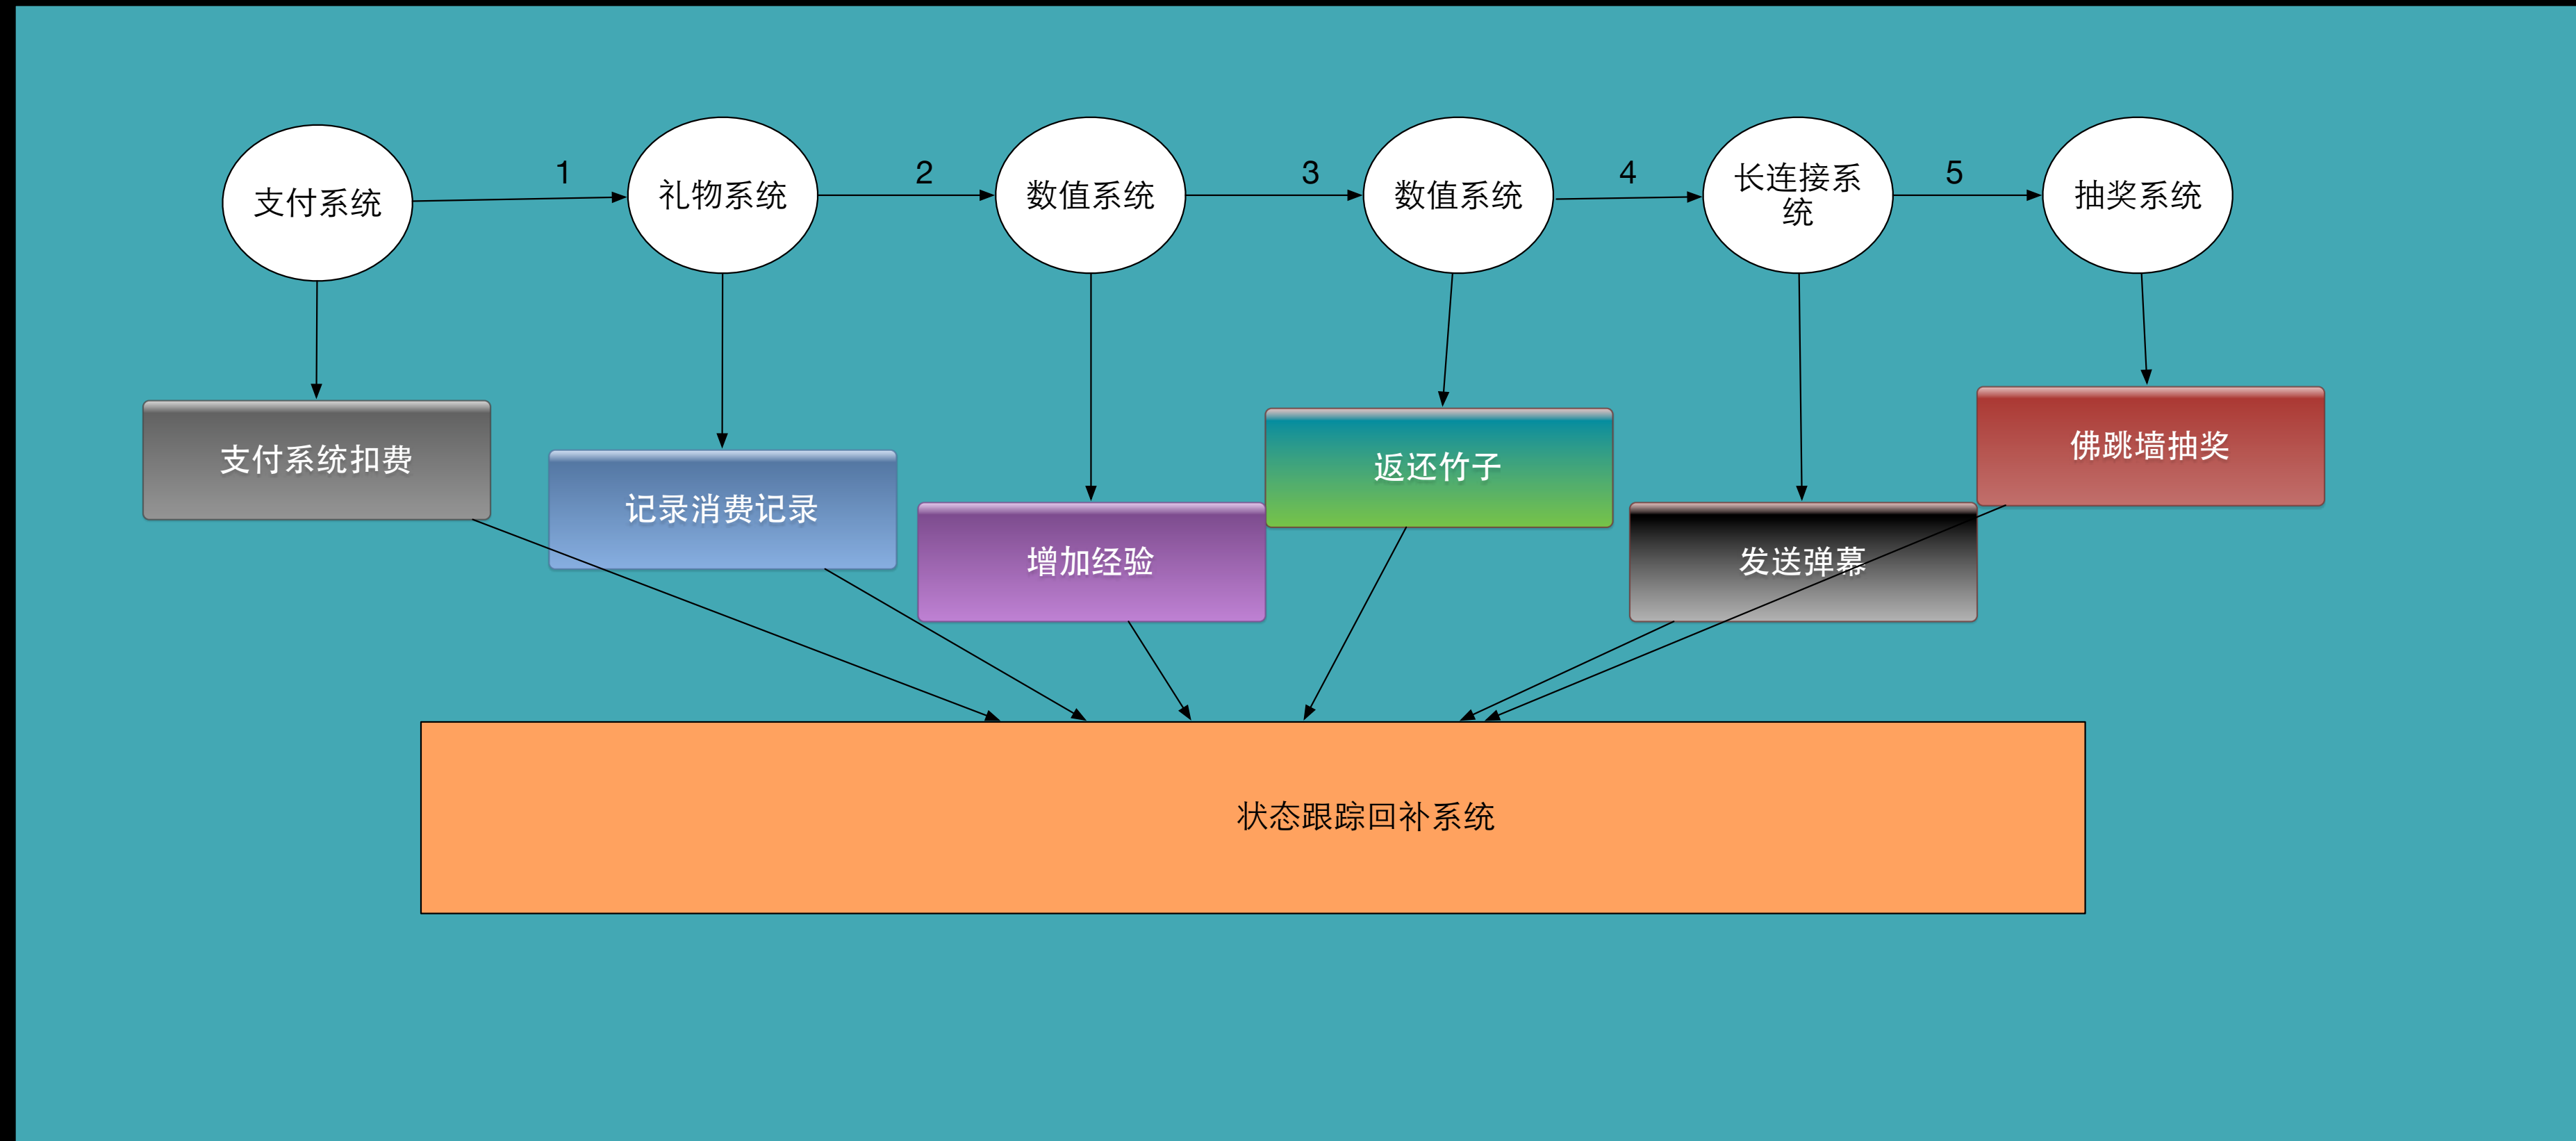 1
2
3
4
5
支付系统
礼物系统
数值系统
数值系统
长连接系
统
抽奖系统
支付系统扣费
记录消费记录
增加经验
返还竹子
发送弹幕
佛跳墙抽奖
状态跟踪回补系统